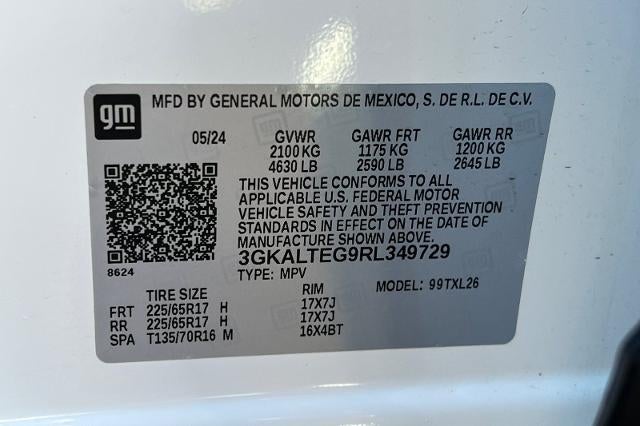 gm
MFD BY GENERAL MOTORS DE MEXICO, S. DE R.L. DE C.V.
05/24 GVWR GAWR FRT GAWR RR
2100 KG 1175 KG 1200 KG
4630 LB 2590 LB 2645 LB
THIS VEHICLE CONFORMS TO ALL
APPLICABLE U.S. FEDERAL MOTOR
VEHICLE SAFETY AND THEFT PREVENTION
STANDARDS IN EFFECT ON THE DATE OF
MANUFACTURE SHOWN ABOVE.
8624 3GKALTEG9RL349729
TYPE: MPV MODEL: 99TXL26
TIRE SIZE RIM
FRT 225/65R17 H 17X7J
RR 225/65R17 H 17X7J
SPA T135/70R16 M 16X4BT